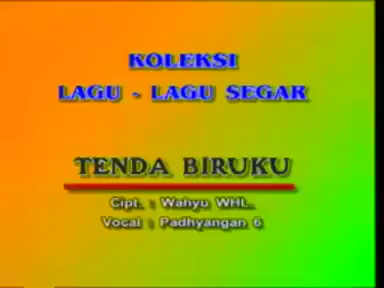 KOLEKSI
LAGU - LAGU SEGAR
TENDA BIRUKU
Cipt. : Wahyu WHL.
Vocal : Padhyangan 6